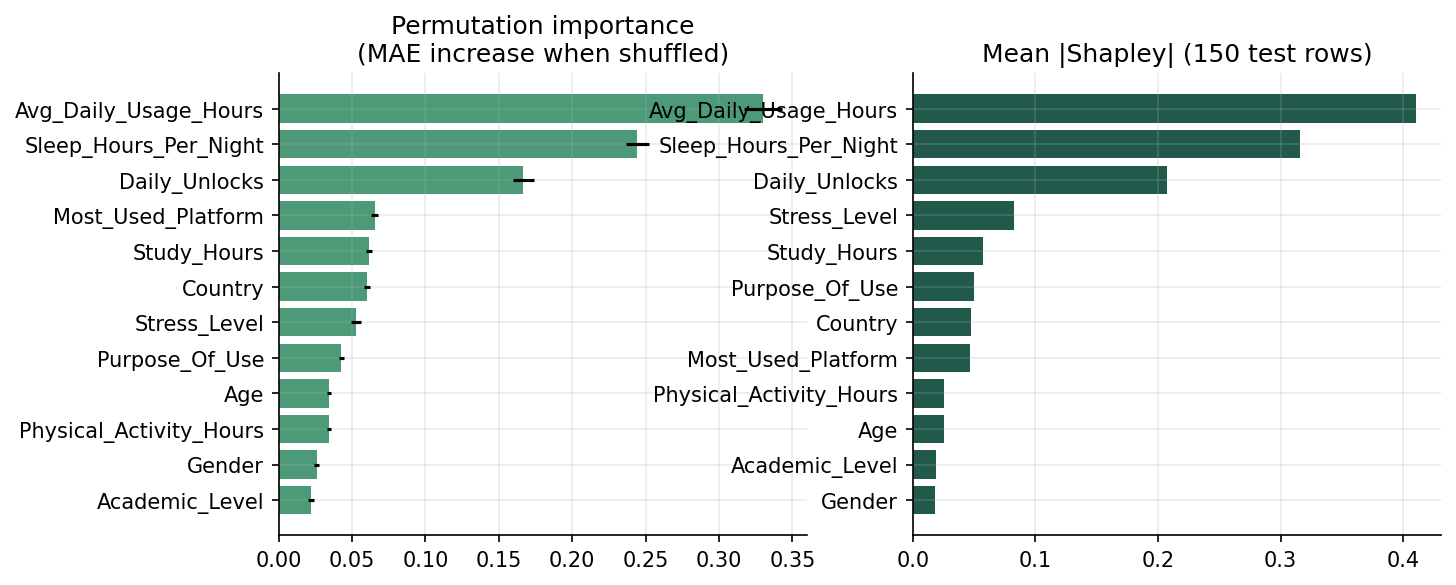 Permutation importance
(MAE increase when shuffled)
Avg_Daily_Usage_Hours
Sleep_Hours_Per_Night
Daily_Unlocks
Most_Used_Platform
Study_Hours
Country
Stress_Level
Purpose_Of_Use
Age
Physical_Activity_Hours
Gender
Academic_Level
0.00 0.05 0.10 0.15 0.20 0.25 0.30 0.35
Mean |Shapley| (150 test rows)
Avg_Daily_Usage_Hours
Sleep_Hours_Per_Night
Daily_Unlocks
Stress_Level
Study_Hours
Purpose_Of_Use
Country
Most_Used_Platform
Physical_Activity_Hours
Age
Academic_Level
Gender
0.0 0.1 0.2 0.3 0.4